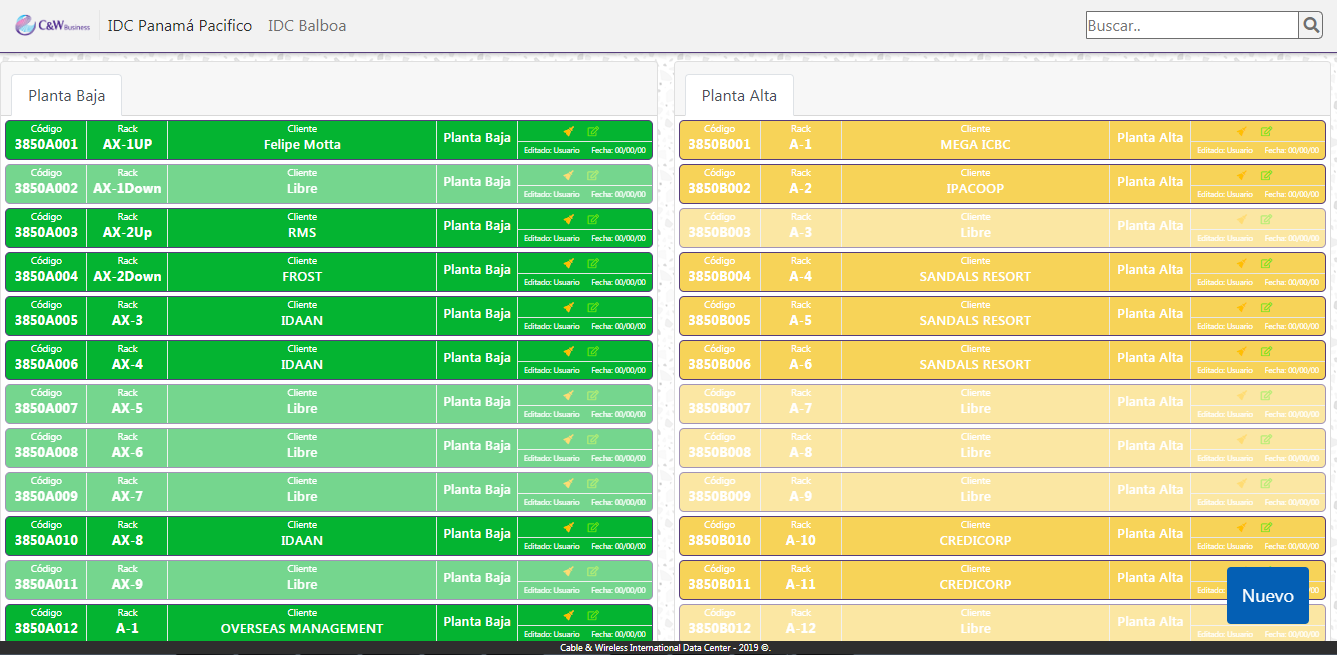 C&W Business IDC Panamá Pacifico IDC Balboa Buscar..
Planta Baja
Código Rack Cliente
3850A001 AX-1UP Felipe Motta Planta Baja
Editado: Usuario Fecha: 00/00/00
Código Rack Cliente
3850A002 AX-1Down Libre Planta Baja
Editado: Usuario Fecha: 00/00/00
Código Rack Cliente
3850A003 AX-2Up RMS Planta Baja
Editado: Usuario Fecha: 00/00/00
Código Rack Cliente
3850A004 AX-2Down FROST Planta Baja
Editado: Usuario Fecha: 00/00/00
Código Rack Cliente
3850A005 AX-3 IDAAN Planta Baja
Editado: Usuario Fecha: 00/00/00
Código Rack Cliente
3850A006 AX-4 IDAAN Planta Baja
Editado: Usuario Fecha: 00/00/00
Código Rack Cliente
3850A007 AX-5 Libre Planta Baja
Editado: Usuario Fecha: 00/00/00
Código Rack Cliente
3850A008 AX-6 Libre Planta Baja
Editado: Usuario Fecha: 00/00/00
Código Rack Cliente
3850A009 AX-7 Libre Planta Baja
Editado: Usuario Fecha: 00/00/00
Código Rack Cliente
3850A010 AX-8 IDAAN Planta Baja
Editado: Usuario Fecha: 00/00/00
Código Rack Cliente
3850A011 AX-9 Libre Planta Baja
Editado: Usuario Fecha: 00/00/00
Código Rack Cliente
3850A012 A-1 OVERSEAS MANAGEMENT Planta Baja
Editado: Usuario Fecha: 00/00/00
Planta Alta
Código Rack Cliente
3850B001 A-1 MEGA ICBC Planta Alta
Editado: Usuario Fecha: 00/00/00
Código Rack Cliente
3850B002 A-2 IPACOOP Planta Alta
Editado: Usuario Fecha: 00/00/00
Código Rack Cliente
3850B003 A-3 Libre Planta Alta
Editado: Usuario Fecha: 00/00/00
Código Rack Cliente
3850B004 A-4 SANDALS RESORT Planta Alta
Editado: Usuario Fecha: 00/00/00
Código Rack Cliente
3850B005 A-5 SANDALS RESORT Planta Alta
Editado: Usuario Fecha: 00/00/00
Código Rack Cliente
3850B006 A-6 SANDALS RESORT Planta Alta
Editado: Usuario Fecha: 00/00/00
Código Rack Cliente
3850B007 A-7 Libre Planta Alta
Editado: Usuario Fecha: 00/00/00
Código Rack Cliente
3850B008 A-8 Libre Planta Alta
Editado: Usuario Fecha: 00/00/00
Código Rack Cliente
3850B009 A-9 Libre Planta Alta
Editado: Usuario Fecha: 00/00/00
Código Rack Cliente
3850B010 A-10 CREDICORP Planta Alta
Editado: Usuario Fecha: 00/00/00
Código Rack Cliente
3850B011 A-11 CREDICORP Planta Alta
Nuevo
Código Rack Cliente
3850B012 A-12 Libre Planta Alta
Editado: Usuario Fecha: 00/00/00
Cable & Wireless International Data Center - 2019 ©.